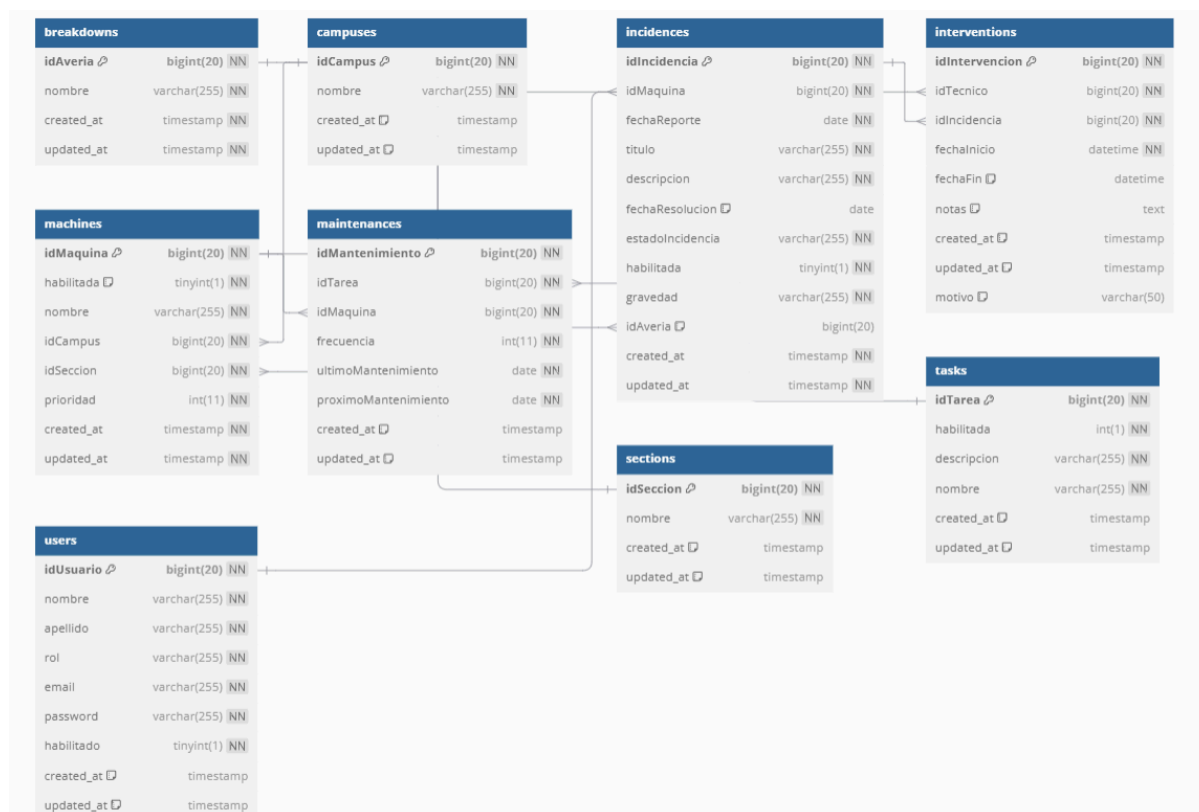 breakdowns
idAveria bigint(20) NN
nombre varchar(255) NN
created_at timestamp NN
updated_at timestamp NN
campuses
idCampus bigint(20) NN
nombre varchar(255) NN
created_at timestamp
updated_at timestamp
incidences
idIncidencia bigint(20) NN
idMaquina bigint(20) NN
fechaReporte date NN
titulo varchar(255) NN
descripcion varchar(255) NN
fechaResolucion date
estadoIncidencia varchar(255) NN
habilitada tinyint(1) NN
gravedad varchar(255) NN
idAveria bigint(20)
created_at timestamp NN
updated_at timestamp NN
interventions
idIntervencion bigint(20) NN
idTecnico bigint(20) NN
idIncidencia bigint(20) NN
fechaInicio datetime NN
fechaFin datetime
notas text
created_at timestamp
updated_at timestamp
motivo varchar(50)
machines
idMaquina bigint(20) NN
habilitada tinyint(1) NN
nombre varchar(255) NN
idCampus bigint(20) NN
idSeccion bigint(20) NN
prioridad int(11) NN
created_at timestamp NN
updated_at timestamp NN
maintenances
idMantenimiento bigint(20) NN
idTarea bigint(20) NN
idMaquina bigint(20) NN
frecuencia int(11) NN
ultimoMantenimiento date NN
proximoMantenimiento date NN
created_at timestamp
updated_at timestamp
tasks
idTarea bigint(20) NN
habilitada int(1) NN
descripcion varchar(255) NN
nombre varchar(255) NN
created_at timestamp
updated_at timestamp
sections
idSeccion bigint(20) NN
nombre varchar(255) NN
created_at timestamp
updated_at timestamp
users
idUsuario bigint(20) NN
nombre varchar(255) NN
apellido varchar(255) NN
rol varchar(255) NN
email varchar(255) NN
password varchar(255) NN
habilitado tinyint(1) NN
created_at timestamp
updated_at timestamp